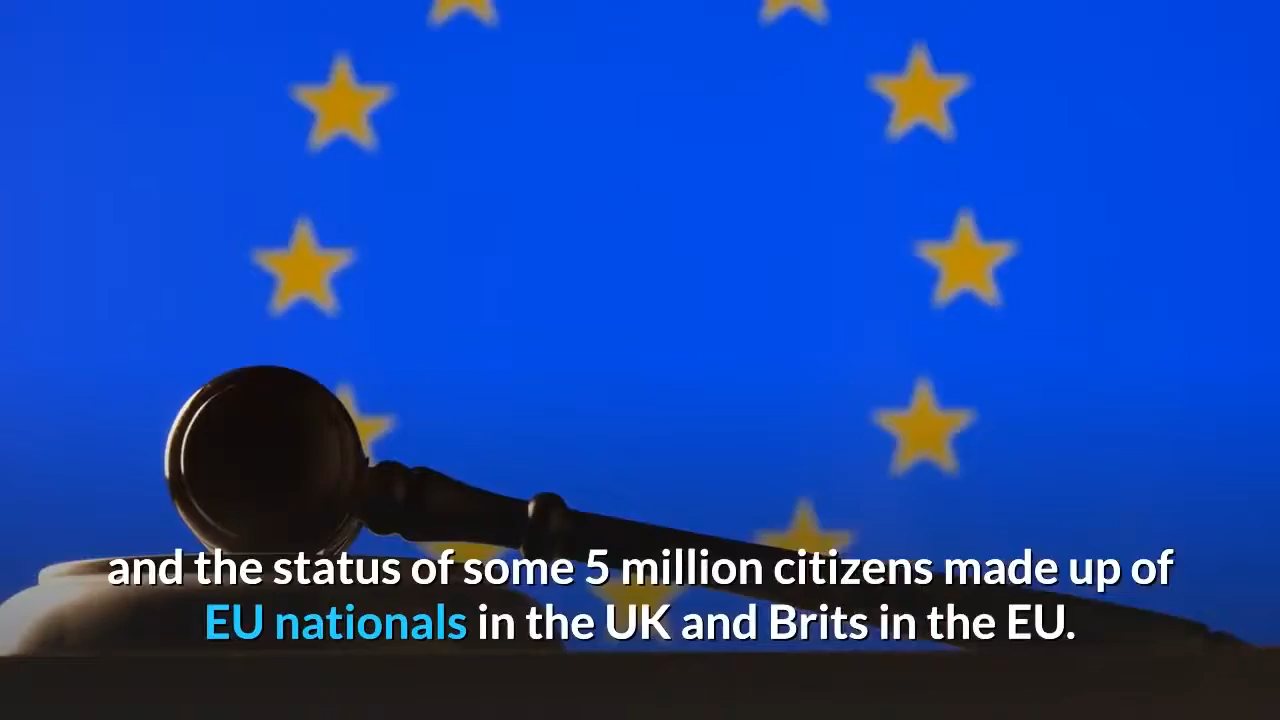 and the status of some 5 million citizens made up of
EU nationals in the UK and Brits in the EU.